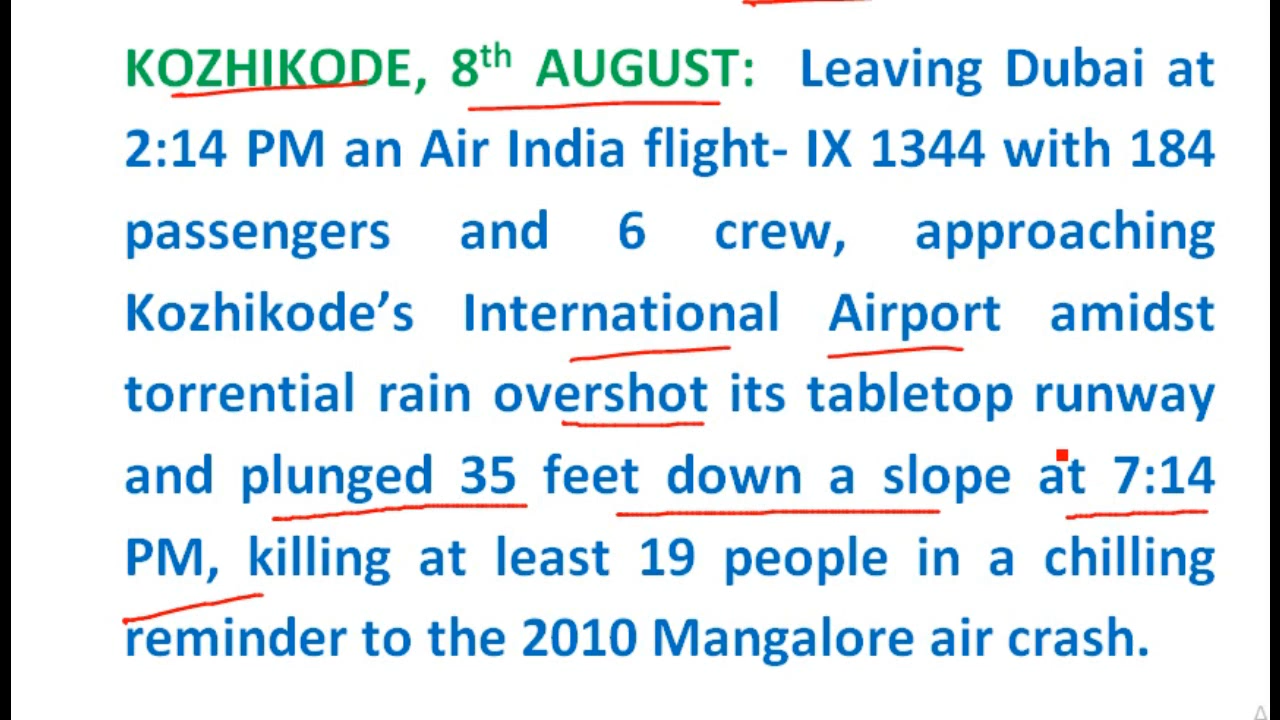 KOZHIKODE, 8th AUGUST: Leaving Dubai at
2:14 PM an Air India flight- IX 1344 with 184
passengers and 6 crew, approaching
Kozhikode’s International Airport amidst
torrential rain overshot its tabletop runway
and plunged 35 feet down a slope at 7:14
PM, killing at least 19 people in a chilling
reminder to the 2010 Mangalore air crash.
A